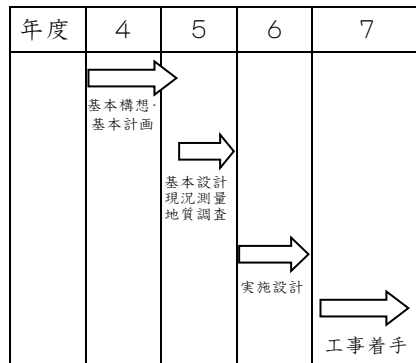 年度 4 5 6 7
基本構想・
基本計画
基本設計
現況測量
地質調査
実施設計
工事着手